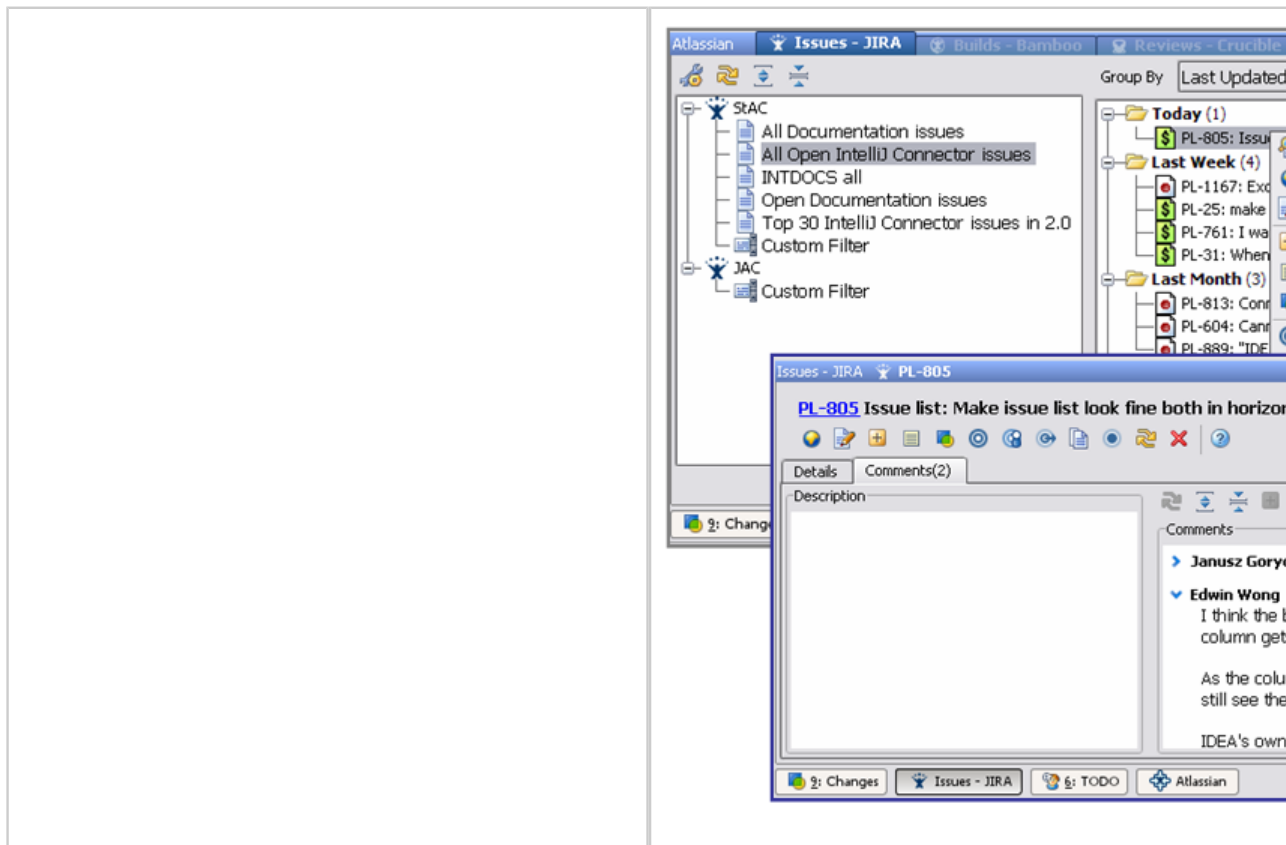 Atlassian Issues - JIRA Builds - Bamboo Reviews - Crucible
Group By Last Updated
StAC
All Documentation issues
All Open IntelliJ Connector issues
INTDOCS all
Open Documentation issues
Top 30 IntelliJ Connector issues in 2.0
Custom Filter
JAC
Custom Filter
Today (1)
PL-805: Issu
Last Week (4)
PL-1167: Exc
PL-25: make
PL-761: I wa
PL-31: When
Last Month (3)
PL-813: Conn
PL-604: Cann
PL-889: "IDE
9: Chang
Issues - JIRA PL-805
PL-805 Issue list: Make issue list look fine both in horizon
Details Comments(2)
Description
Comments
Janusz Gory
Edwin Wong
I think the b
column get
As the colu
still see the
IDEA's own
9: Changes Issues - JIRA 6: TODO Atlassian